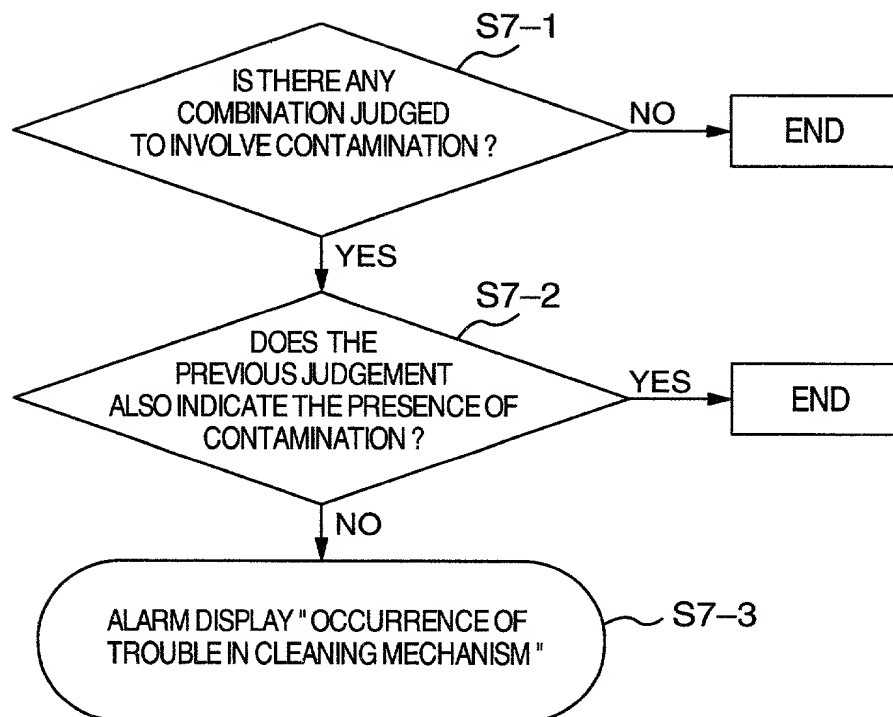 S7-1
IS THERE ANY
COMBINATION JUDGED
TO INVOLVE CONTAMINATION ?
NO
END
YES
S7-2
DOES THE
PREVIOUS JUDGEMENT
ALSO INDICATE THE PRESENCE OF
CONTAMINATION ?
YES
END
NO
S7-3
ALARM DISPLAY " OCCURRENCE OF
TROUBLE IN CLEANING MECHANISM "